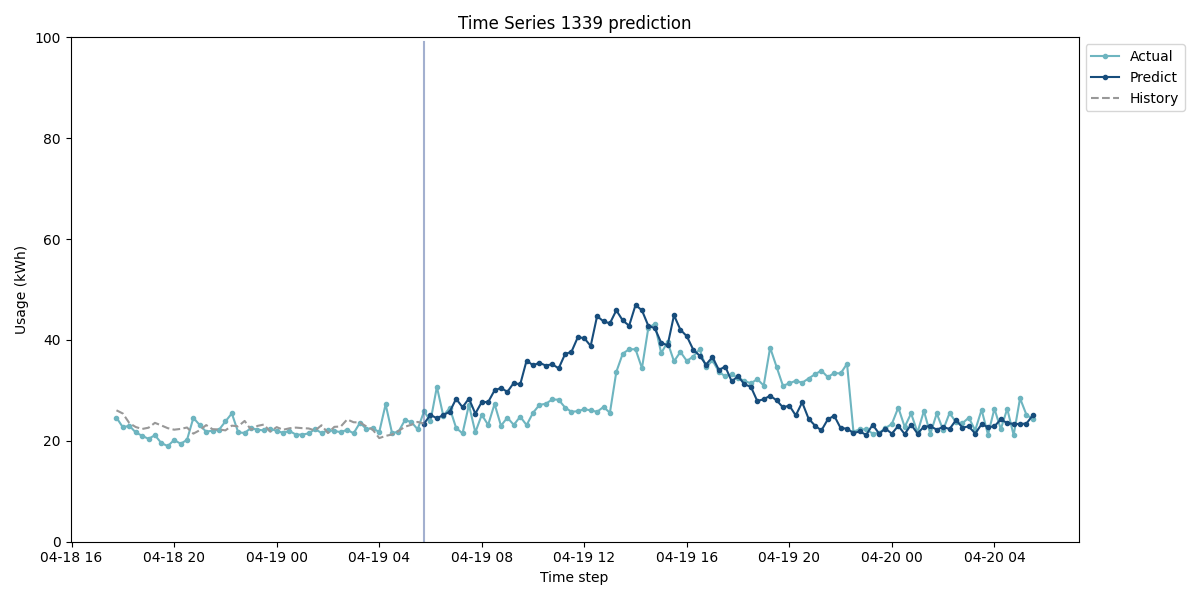 Time Series 1339 prediction
100
80
60
40
20
0
Usage (kWh)
04-18 16
04-18 20
04-19 00
04-19 04
04-19 08
04-19 12
04-19 16
04-19 20
04-20 00
04-20 04
Time step
Actual
Predict
History